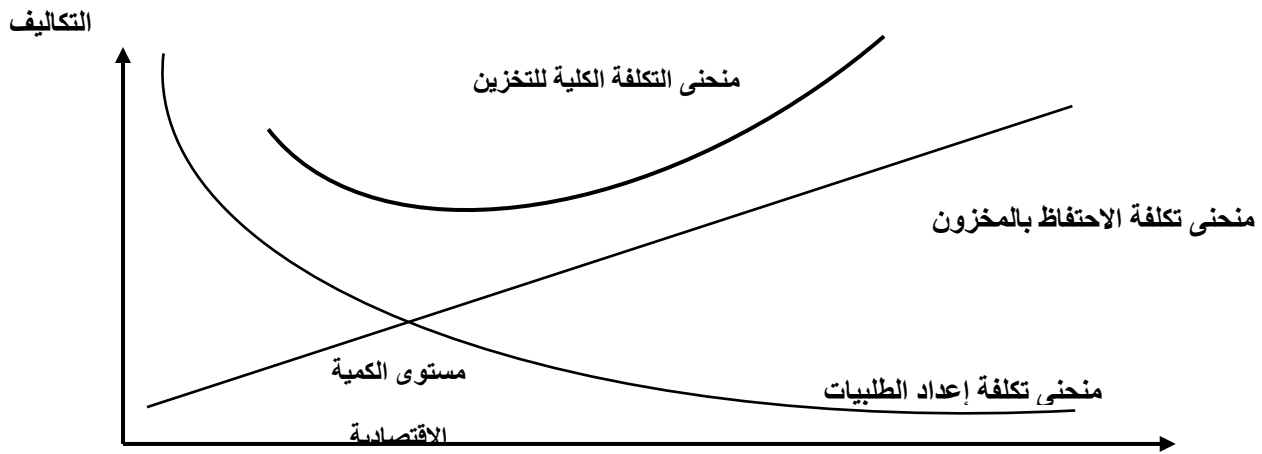 التكاليف
منحنى التكلفة الكلية للتخزين
منحنى تكلفة الاحتفاظ بالمخزون
مستوى الكمية
الاقتصادية
منحنى تكلفة إعداد الطلبيات